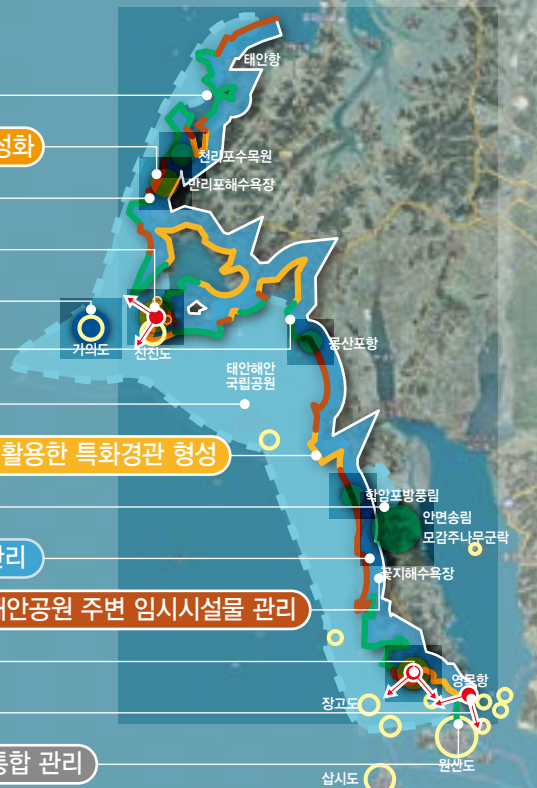 태안항
성화
천리포수목원
만리포해수욕장
가의도
신진도
몽산포항
태안해안
국립공원
활용한 특화경관 형성
학암포방풍림
안면송림
모감주나무군락
관리
꽃지해수욕장
해안공원 주변 임시시설물 관리
영목항
장고도
원산도
통합 관리
삽시도